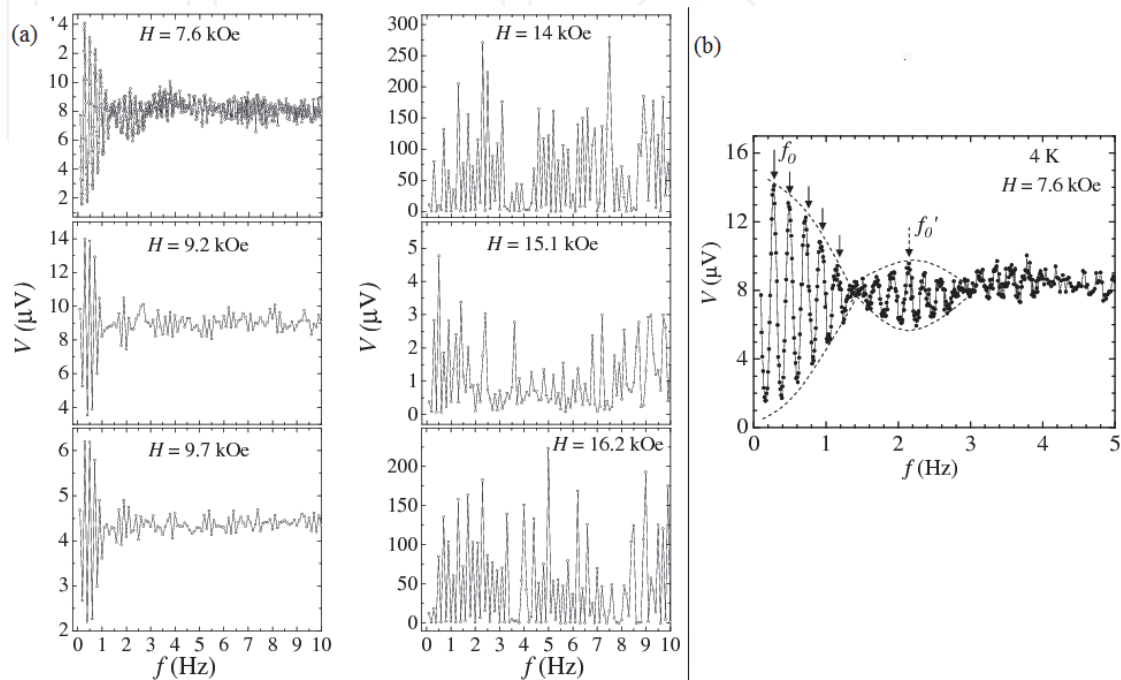 (a)
H = 7.6 kOe
14
12
10
8
6
4
2
V (μV)
H = 9.2 kOe
14
12
10
8
6
4
H = 9.7 kOe
6
5
4
3
2
0 1 2 3 4 5 6 7 8 9 10
f (Hz)
H = 14 kOe
300
250
200
150
100
50
0
V (μV)
H = 15.1 kOe
5
4
3
2
1
0
H = 16.2 kOe
200
150
100
50
0
0 1 2 3 4 5 6 7 8 9 10
f (Hz)
(b)
16
12
8
4
0
V (μV)
f0
f0'
4 K
H = 7.6 kOe
0 1 2 3 4 5
f (Hz)